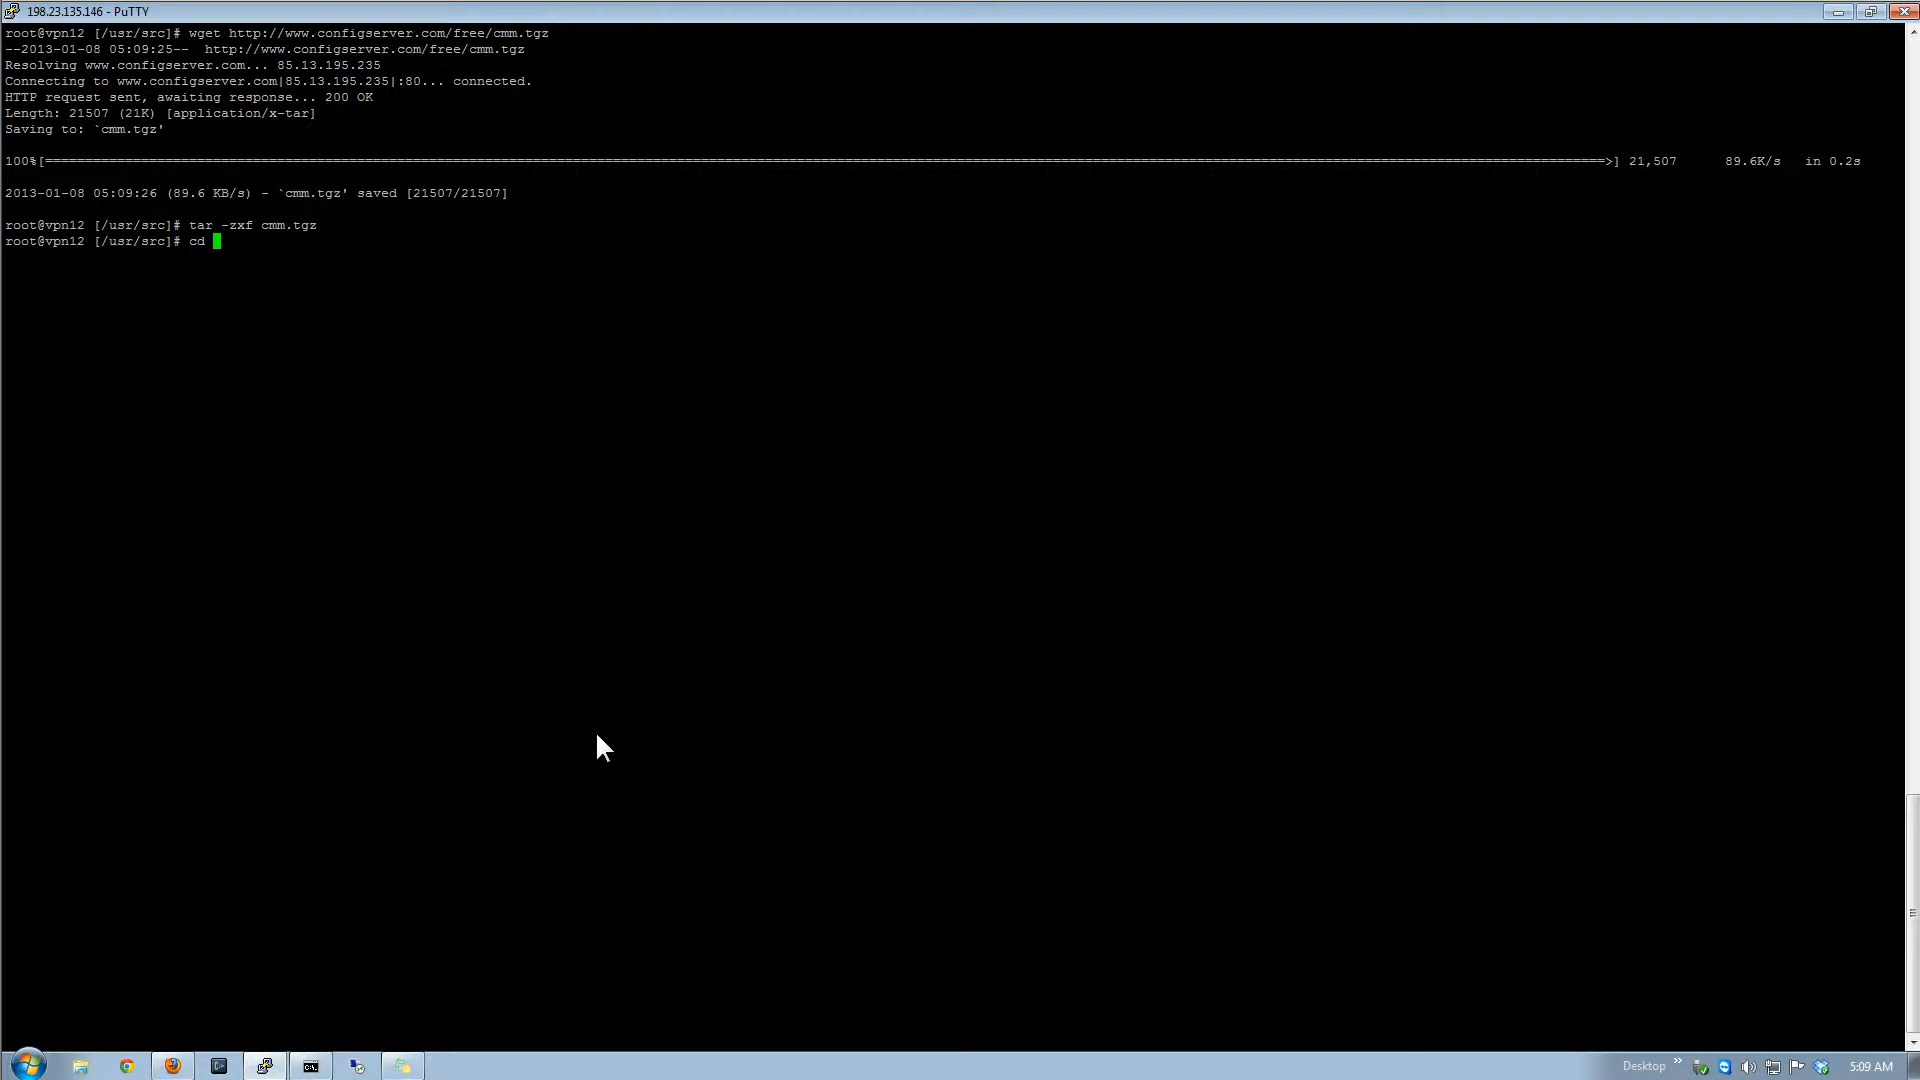 198.23.135.146 - PuTTY
root@vpn12 [/usr/src]# wget http://www.configserver.com/free/cmm.tgz
--2013-01-08 05:09:25--  http://www.configserver.com/free/cmm.tgz
Resolving www.configserver.com... 85.13.195.235
Connecting to www.configserver.com|85.13.195.235|:80... connected.
HTTP request sent, awaiting response... 200 OK
Length: 21507 (21K) [application/x-tar]
Saving to: `cmm.tgz'
100%[===================================================================================================================================================================================================>] 21,507      89.6K/s   in 0.2s
2013-01-08 05:09:26 (89.6 KB/s) - `cmm.tgz' saved [21507/21507]
root@vpn12 [/usr/src]# tar -zxf cmm.tgz
root@vpn12 [/usr/src]# cd
Desktop » 5:09 AM